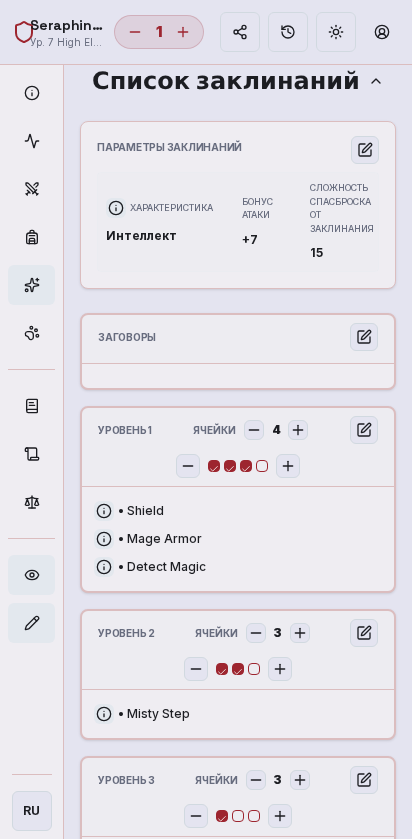 Seraphin…
Ур. 7 High El…
1
Список заклинаний
ПАРАМЕТРЫ ЗАКЛИНАНИЙ
ХАРАКТЕРИСТИКА
Интеллект
БОНУС
АТАКИ
+7
СЛОЖНОСТЬ
СПАСБРОСКА
ОТ
ЗАКЛИНАНИЯ
15
ЗАГОВОРЫ
УРОВЕНЬ 1 ЯЧЕЙКИ 4
• Shield
• Mage Armor
• Detect Magic
УРОВЕНЬ 2 ЯЧЕЙКИ 3
• Misty Step
УРОВЕНЬ 3 ЯЧЕЙКИ 3
RU